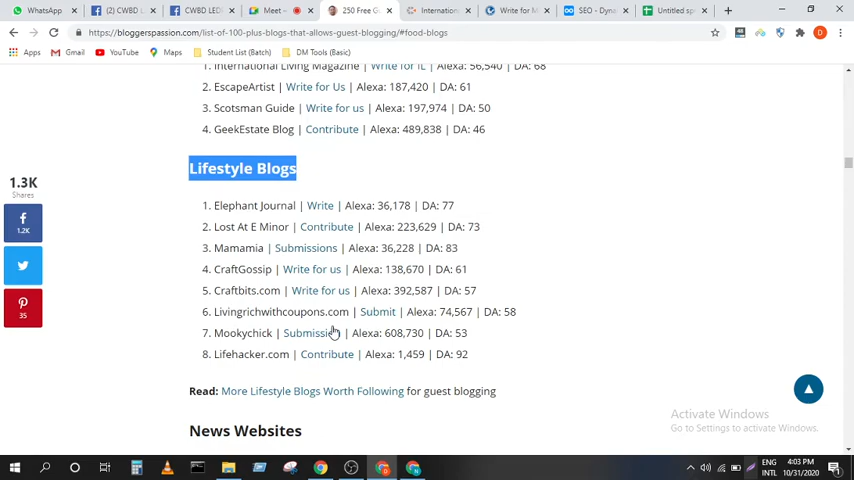 WhatsApp
(2) CWBD L
CWBD LEDI
Meet -
250 Free G
Internation
Write for M
SEO - Dyna
Untitled sp
https://bloggerspassion.com/list-of-100-plus-blogs-that-allows-guest-blogging/#food-blogs
Apps
Gmail
YouTube
Maps
Student List (Batch)
DM Tools (Basic)
1. International Living Magazine | Write for IL | Alexa: 56,540 | DA: 68
2. EscapeArtist | Write for Us | Alexa: 187,420 | DA: 61
3. Scotsman Guide | Write for us | Alexa: 197,974 | DA: 50
4. GeekEstate Blog | Contribute | Alexa: 489,838 | DA: 46
Lifestyle Blogs
1.3K
Shares
1.2K
35
1. Elephant Journal | Write | Alexa: 36,178 | DA: 77
2. Lost At E Minor | Contribute | Alexa: 223,629 | DA: 73
3. Mamamia | Submissions | Alexa: 36,228 | DA: 83
4. CraftGossip | Write for us | Alexa: 138,670 | DA: 61
5. Craftbits.com | Write for us | Alexa: 392,587 | DA: 57
6. Livingrichwithcoupons.com | Submit | Alexa: 74,567 | DA: 58
7. Mookychick | Submission | Alexa: 608,730 | DA: 53
8. Lifehacker.com | Contribute | Alexa: 1,459 | DA: 92
Read: More Lifestyle Blogs Worth Following for guest blogging
News Websites
Activate Windows
Go to Settings to activate Windows.
ENG
INTL
4:03 PM
10/31/2020